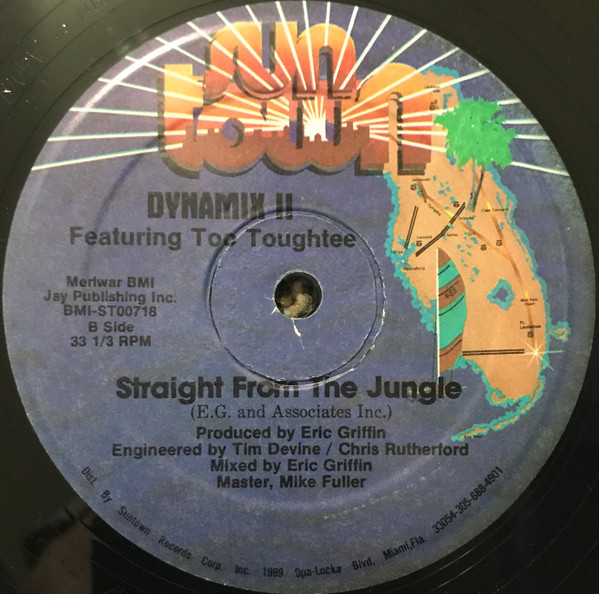 sun
town
DYNAMIX II
Featuring Too Toughtee
Meriwar BMI
Jay Publishing Inc.
BMI-ST00718
B Side
33 1/3 RPM
Straight From The Jungle
(E.G. and Associates Inc.)
Produced by Eric Griffin
Engineered by Tim Devine / Chris Rutherford
Mixed by Eric Griffin
Master, Mike Fuller
Dist. By Suntown Records Corp. Inc. 1989 Opa-Locka Blvd, Miami, Fla. 33054-305-688-4901